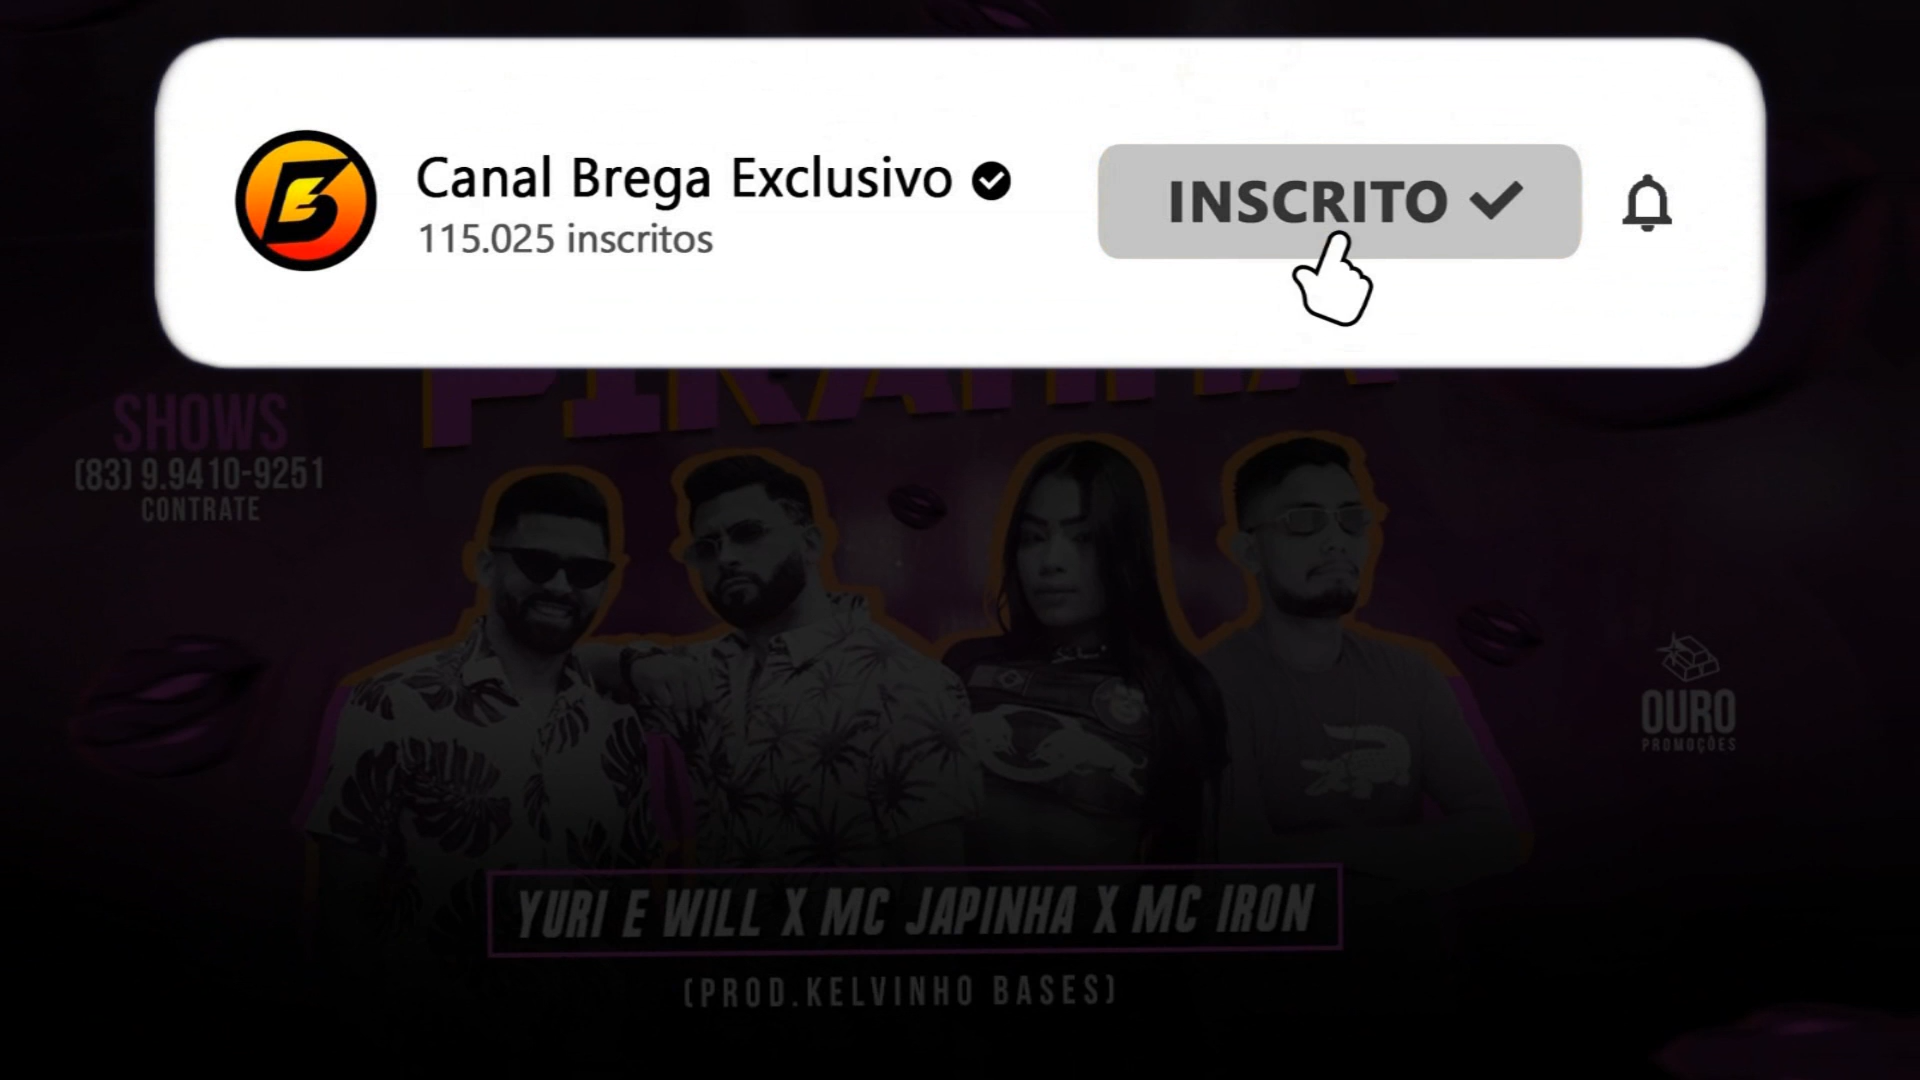 Canal Brega Exclusivo
115.025 inscritos
INSCRITO
SHOWS
(83) 9.9410-9251
CONTRATE
OURO
PROMOÇÕES
YURI E WILL X MC JAPINHA X MC IRON
(PROD.KELVINHO BASES)